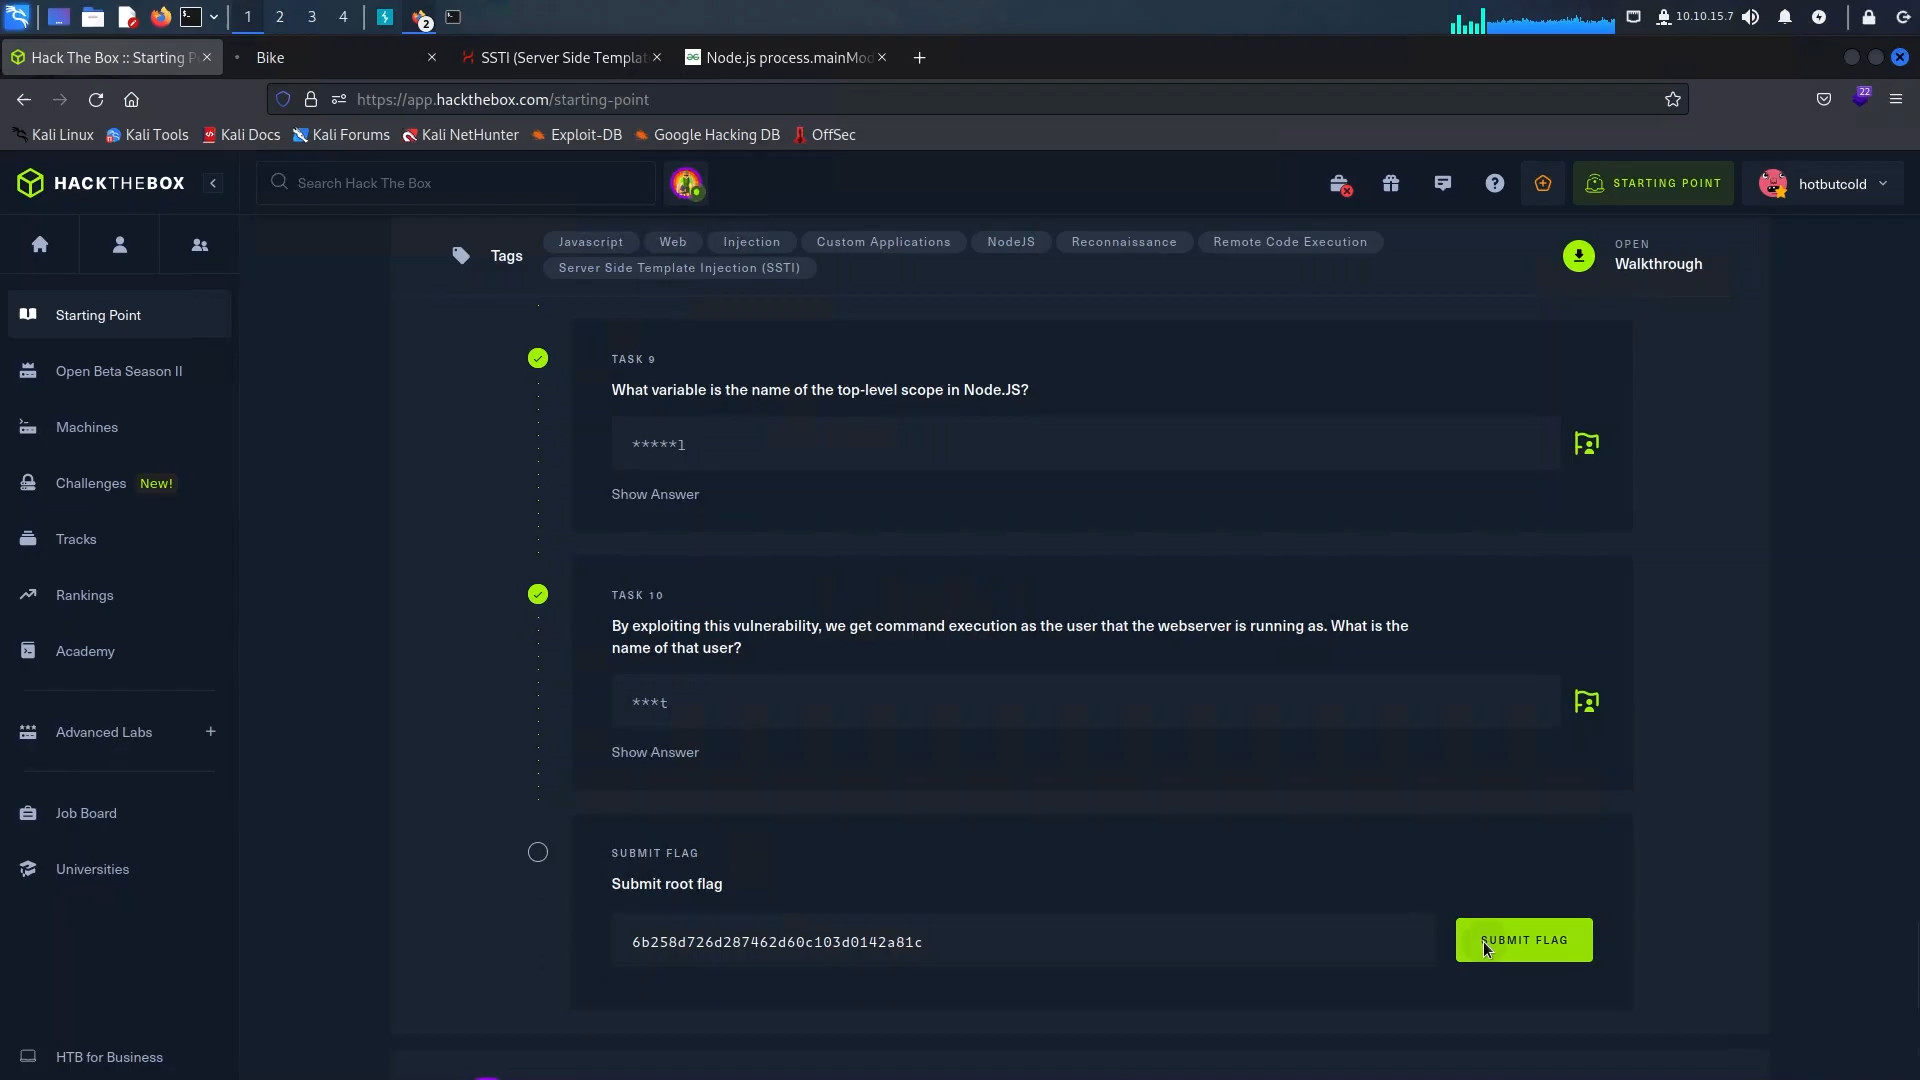 1
2
3
4
2
10.10.15.7
Hack The Box :: Starting P
Bike
SSTI (Server Side Templat
Node.js process.mainMod
https://app.hackthebox.com/starting-point
22
Kali Linux
Kali Tools
Kali Docs
Kali Forums
Kali NetHunter
Exploit-DB
Google Hacking DB
OffSec
HACKTHEBOX
Search Hack The Box
STARTING POINT
hotbutcold
Starting Point
Open Beta Season II
Machines
Challenges New!
Tracks
Rankings
Academy
Advanced Labs +
Job Board
Universities
HTB for Business
Tags
Javascript
Web
Injection
Custom Applications
NodeJS
Reconnaissance
Remote Code Execution
Server Side Template Injection (SSTI)
OPEN
Walkthrough
TASK 9
What variable is the name of the top-level scope in Node.JS?
*****l
Show Answer
TASK 10
By exploiting this vulnerability, we get command execution as the user that the webserver is running as. What is the
name of that user?
***t
Show Answer
SUBMIT FLAG
Submit root flag
6b258d726d287462d60c103d0142a81c
SUBMIT FLAG